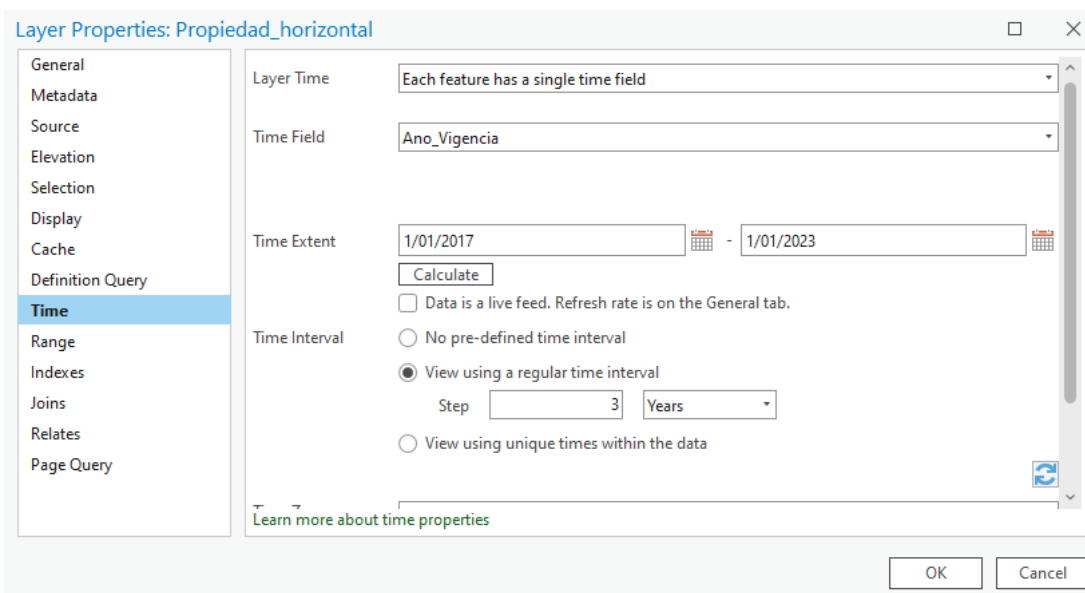 Layer Properties: Propiedad_horizontal
General
Metadata
Source
Elevation
Selection
Display
Cache
Definition Query
Time
Range
Indexes
Joins
Relates
Page Query
Layer Time
Each feature has a single time field
Time Field
Ano_Vigencia
Time Extent
1/01/2017 - 1/01/2023
Calculate
Data is a live feed. Refresh rate is on the General tab.
Time Interval
No pre-defined time interval
View using a regular time interval
Step 3 Years
View using unique times within the data
Learn more about time properties
OK Cancel